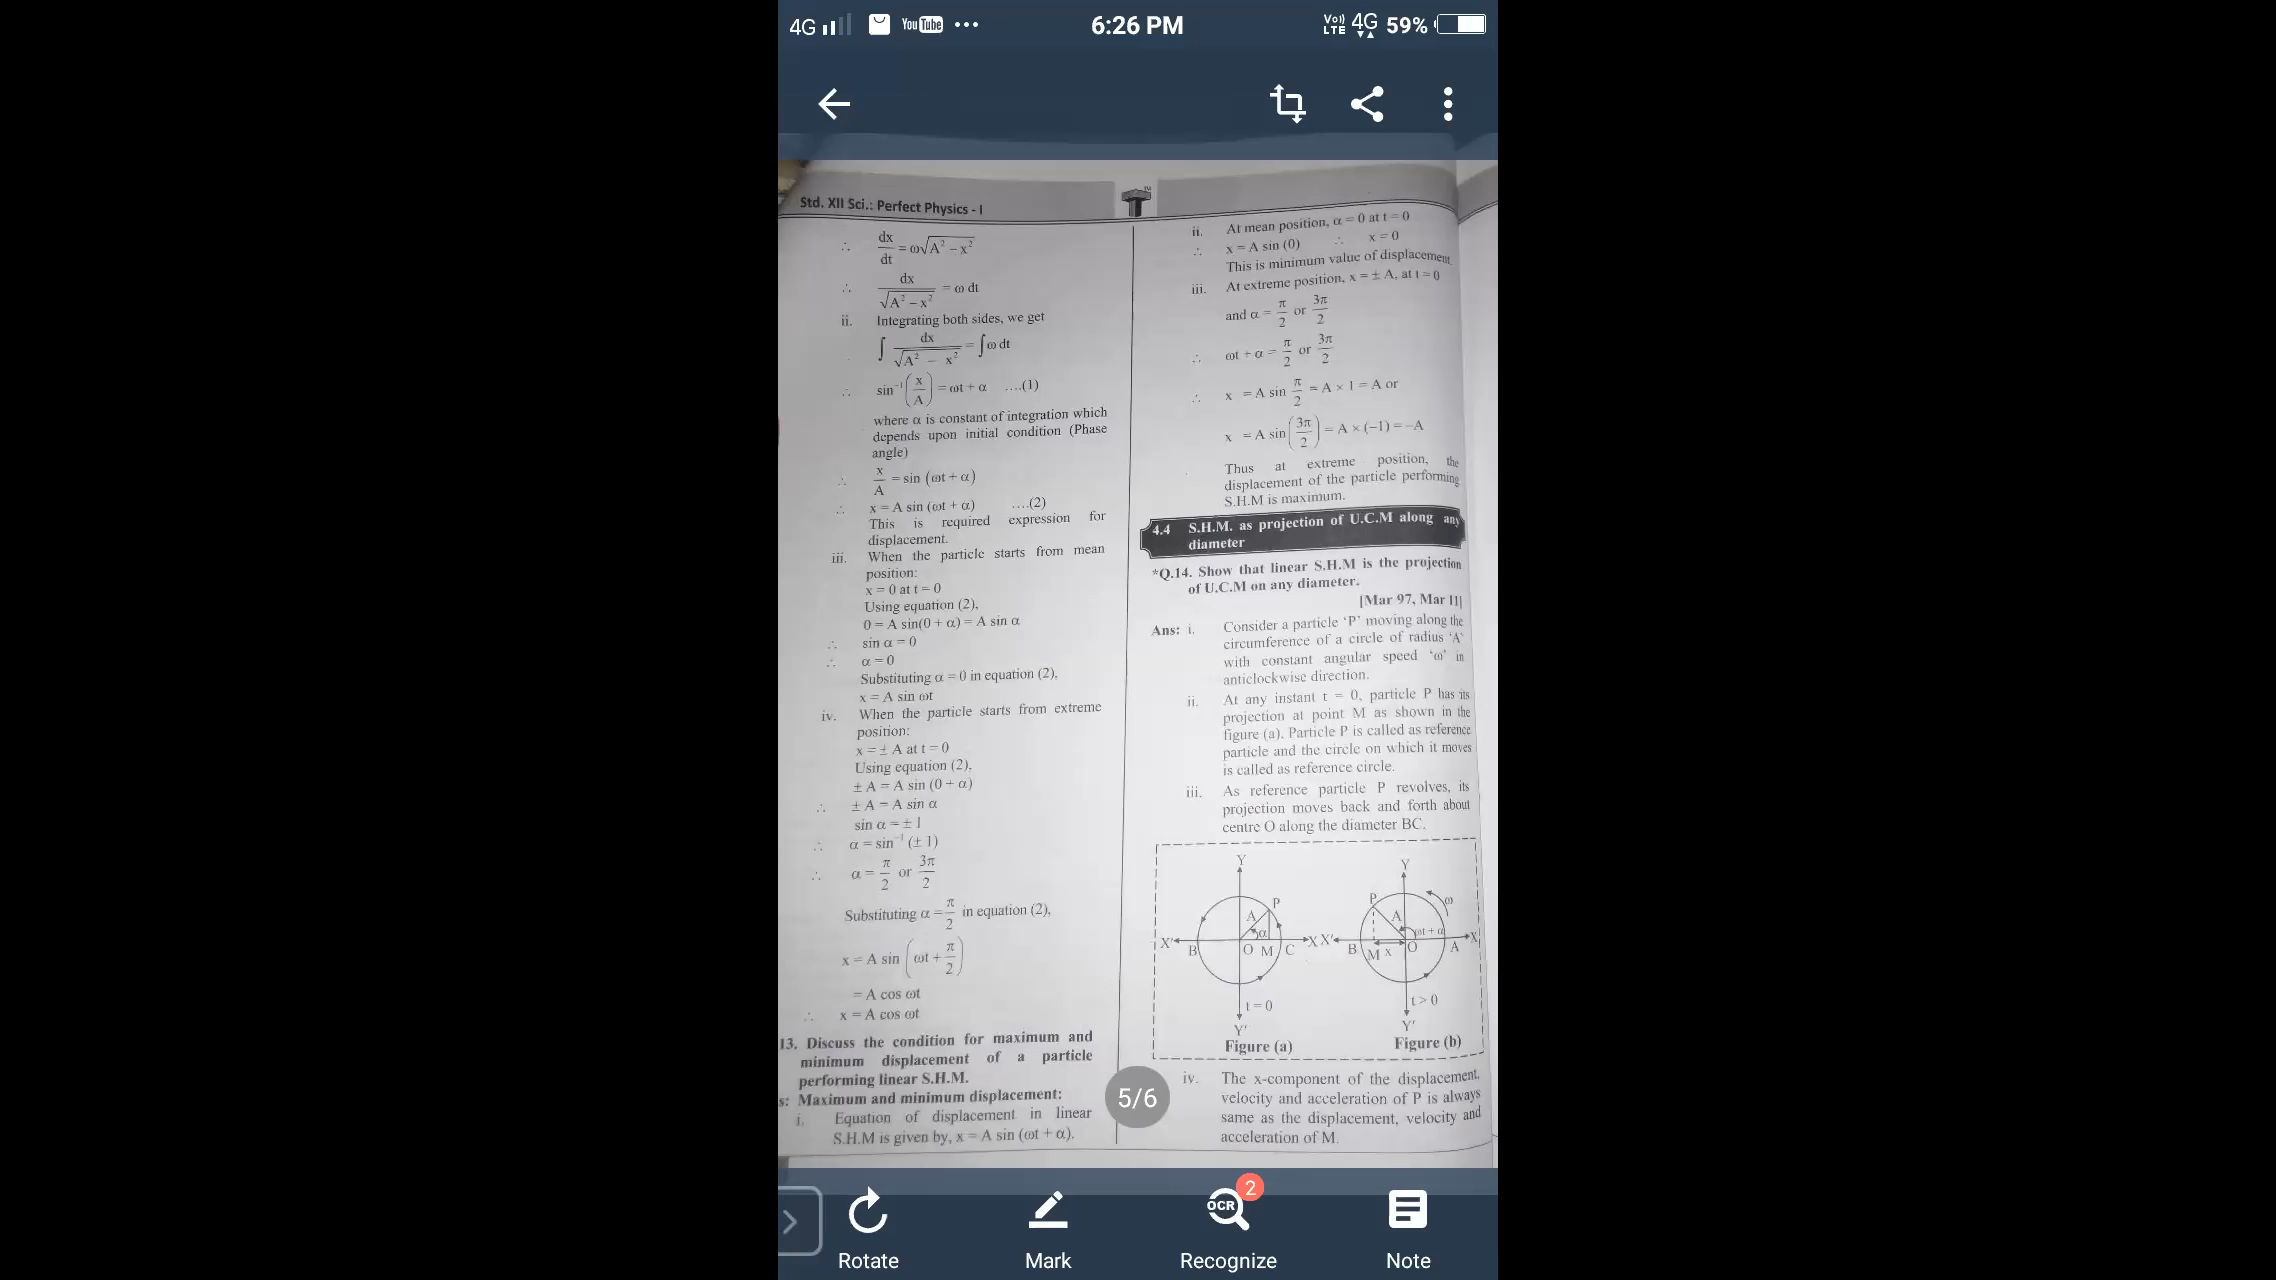 4G YouTube ••• 6:26 PM Vo)) LTE 4G 59%
Std. XII Sci.: Perfect Physics - I
∴ dx/dt = ω√(A² – x²)
∴ dx/√(A² – x²) = ω dt
ii. Integrating both sides, we get
∫ dx/√(A² – x²) = ∫ω dt
∴ sin⁻¹(x/A) = ωt + α ....(1)
where α is constant of integration which
depends upon initial condition (Phase
angle)
∴ x/A = sin (ωt + α)
∴ x = A sin (ωt + α) ....(2)
This is required expression for
displacement.
iii. When the particle starts from mean
position:
x = 0 at t = 0
Using equation (2),
0 = A sin(0 + α) = A sin α
∴ sin α = 0
∴ α = 0
Substituting α = 0 in equation (2),
x = A sin ωt
iv. When the particle starts from extreme
position:
x = ± A at t = 0
Using equation (2),
± A = A sin (0 + α)
∴ ± A = A sin α
sin α = ± 1
∴ α = sin⁻¹ (± 1)
∴ α = π/2 or 3π/2
Substituting α = π/2 in equation (2),
x = A sin (ωt + π/2)
= A cos ωt
∴ x = A cos ωt
13. Discuss the condition for maximum and
minimum displacement of a particle
performing linear S.H.M.
s: Maximum and minimum displacement:
i. Equation of displacement in linear
S.H.M is given by, x = A sin (ωt + α).
ii. At mean position, α = 0 at t = 0
∴ x = A sin (0) ∴ x = 0
This is minimum value of displacement
iii. At extreme position, x = ± A, at t = 0
and α = π/2 or 3π/2
∴ ωt + α = π/2 or 3π/2
∴ x = A sin π/2 = A × 1 = A or
x = A sin(3π/2) = A × (–1) = –A
Thus at extreme position, the
displacement of the particle performing
S.H.M is maximum.
4.4 S.H.M. as projection of U.C.M along any
diameter
*Q.14. Show that linear S.H.M is the projection
of U.C.M on any diameter.
[Mar 97, Mar 11]
Ans: i. Consider a particle ‘P’ moving along the
circumference of a circle of radius ‘A’
with constant angular speed ‘ω’ in
anticlockwise direction.
ii. At any instant t = 0, particle P has its
projection at point M as shown in the
figure (a). Particle P is called as reference
particle and the circle on which it moves
is called as reference circle.
iii. As reference particle P revolves, its
projection moves back and forth about
centre O along the diameter BC.
Y
P
A
α
X′ B O M C X
t = 0
Y′
Figure (a)
Y
P ω
A
ωt + α
X′ B M x O A X
t > 0
Y′
Figure (b)
iv. The x-component of the displacement,
velocity and acceleration of P is always
same as the displacement, velocity and
acceleration of M.
5/6
OCR 2
Rotate Mark Recognize Note